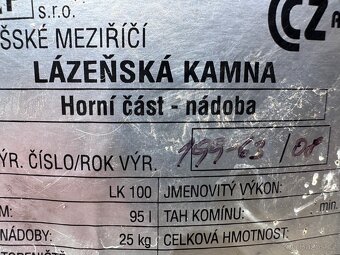 s.r.o.
CZ
ŠSKÉ MEZIŘÍČÍ
LÁZEŇSKÁ KAMNA
Horní část - nádoba
ÝR. ČÍSLO/ROK VÝR.
LK 100 JMENOVITÝ VÝKON:
M: 95 l TAH KOMÍNU: min.
NÁDOBY: 25 kg CELKOVÁ HMOTNOST: